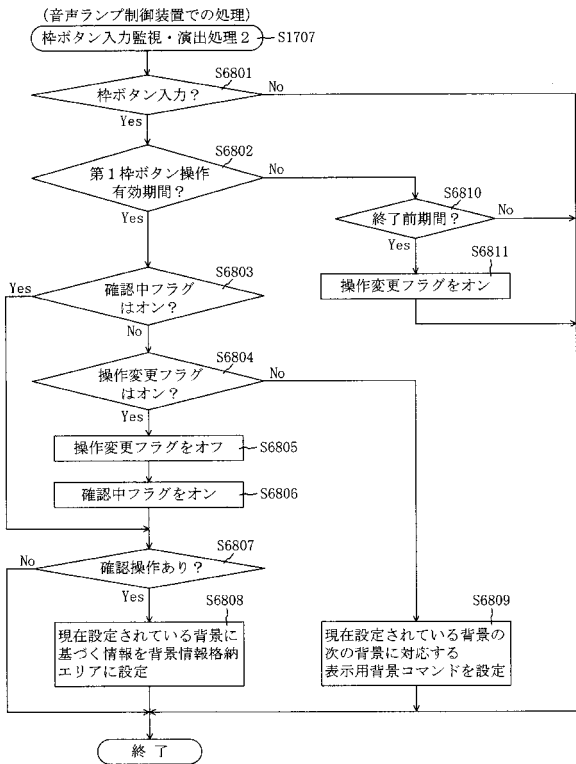 (音声ランプ制御装置での処理)
枠ボタン入力監視・演出処理2
S1707
S6801
枠ボタン入力?
No
Yes
S6802
第1枠ボタン操作
有効期間?
No
Yes
S6810
終了前期間?
No
Yes
S6811
操作変更フラグをオン
S6803
Yes
確認中フラグ
はオン?
No
S6804
操作変更フラグ
はオン?
No
Yes
操作変更フラグをオフ
S6805
確認中フラグをオン
S6806
S6807
No
確認操作あり?
Yes
S6808
現在設定されている背景に
基づく情報を背景情報格納
エリアに設定
S6809
現在設定されている背景の
次の背景に対応する
表示用背景コマンドを設定
終 了